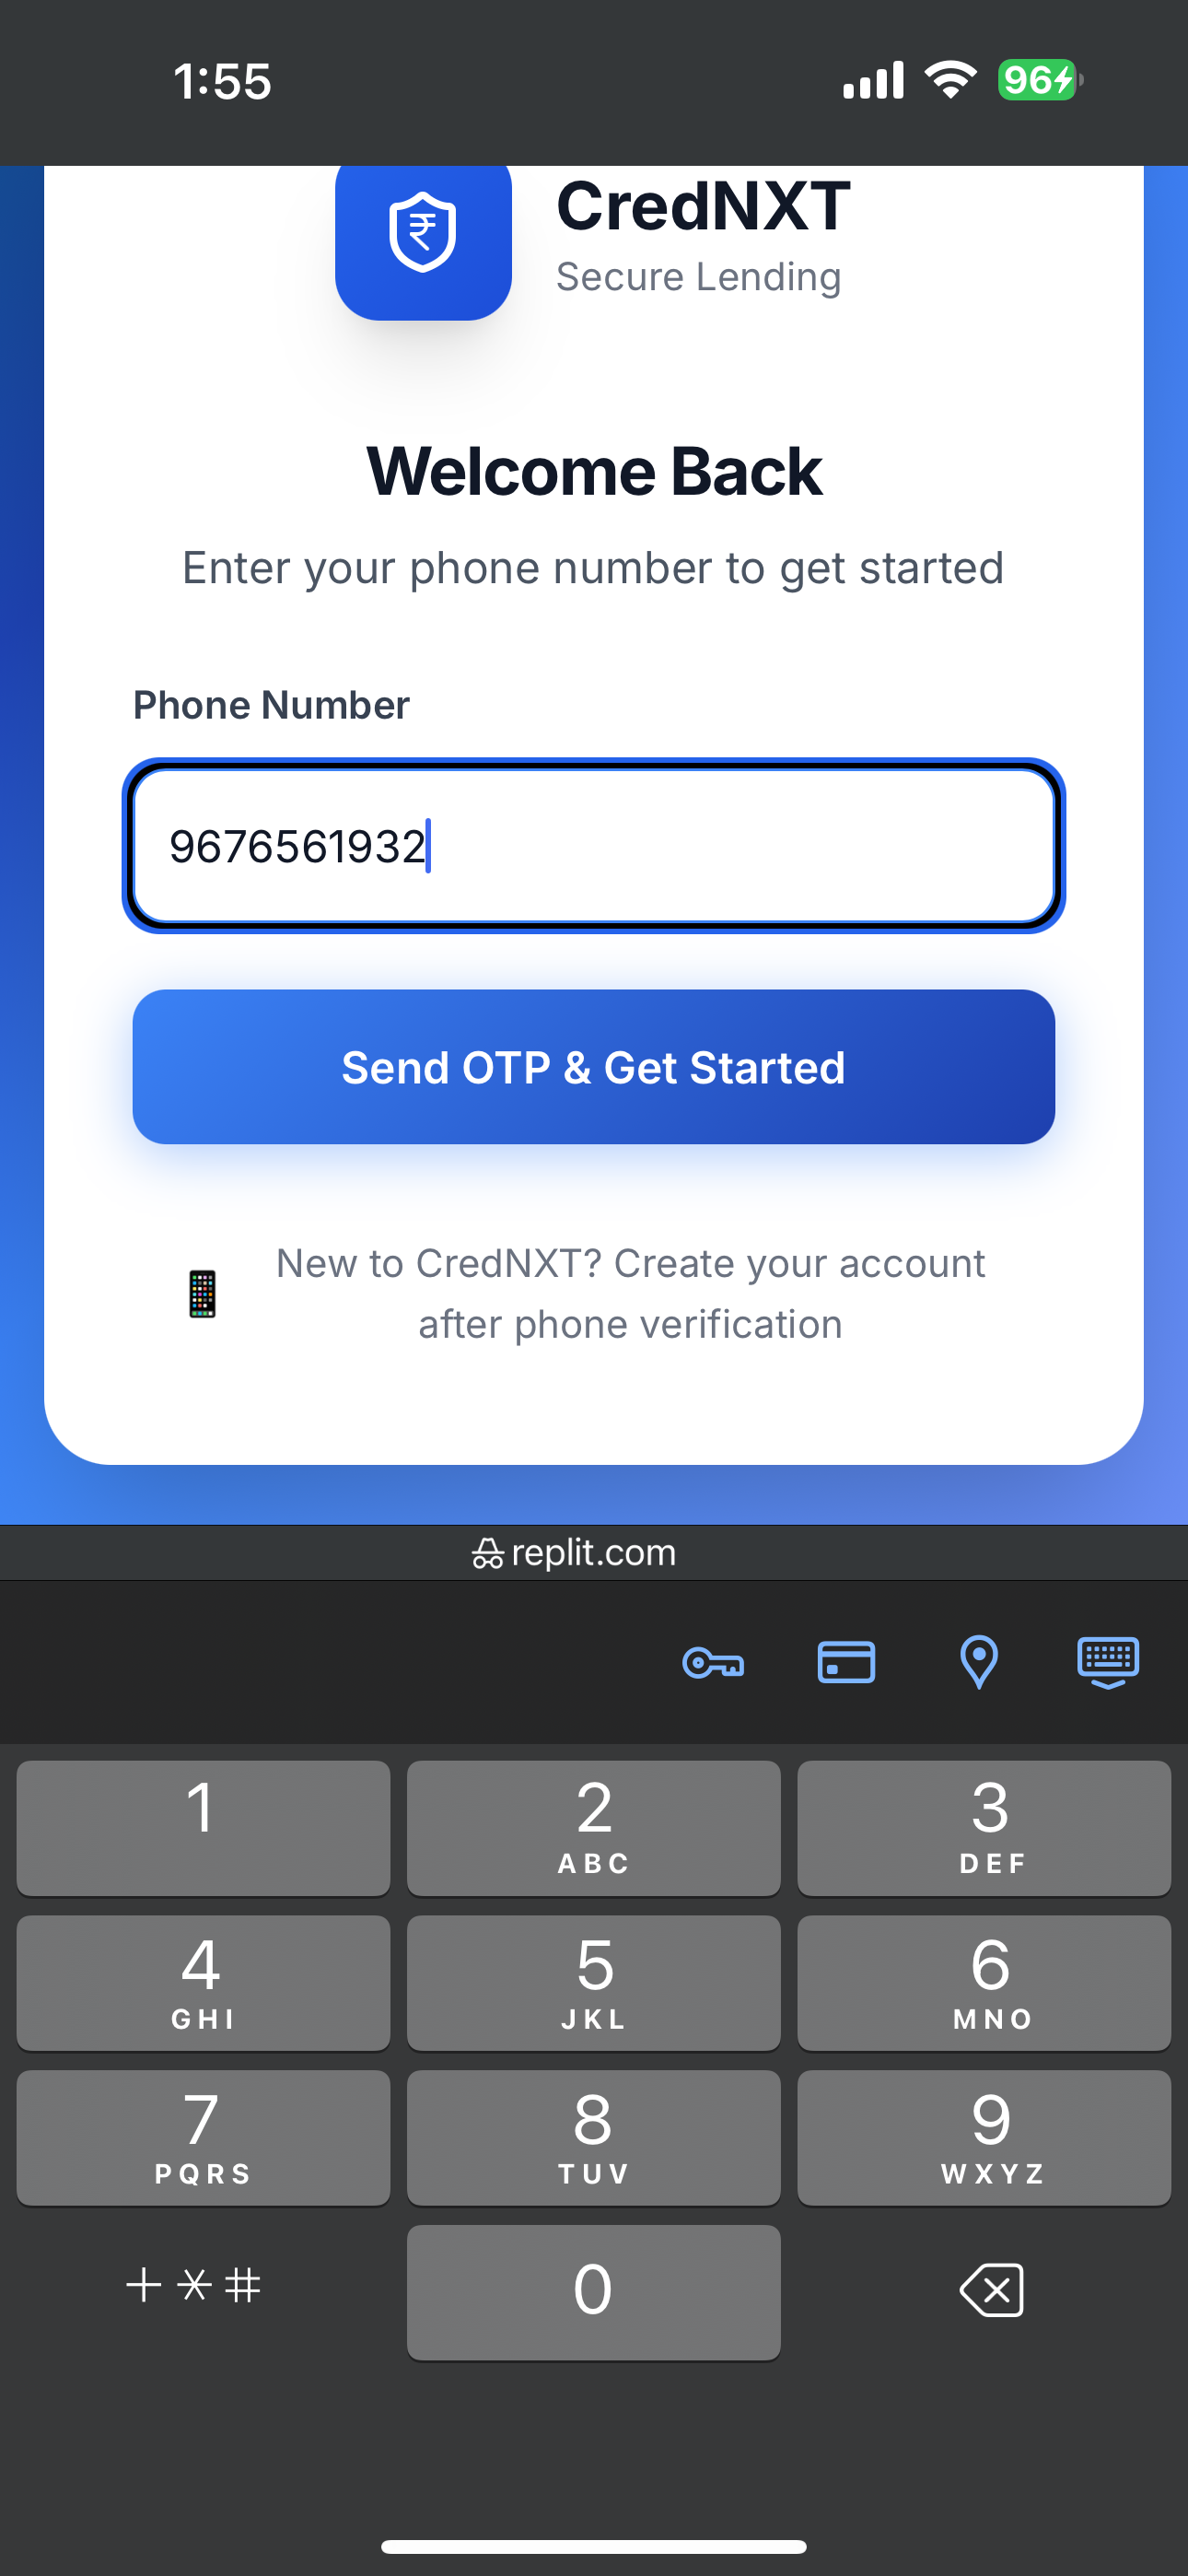 1:55
96
CredNXT
₹
Secure Lending
Welcome Back
Enter your phone number to get started
Phone Number
9676561932
Send OTP & Get Started
New to CredNXT? Create your account
after phone verification
replit.com
1 2 3
ABC DEF
4 5 6
GHI JKL MNO
7 8 9
PQRS TUV WXYZ
+*# 0